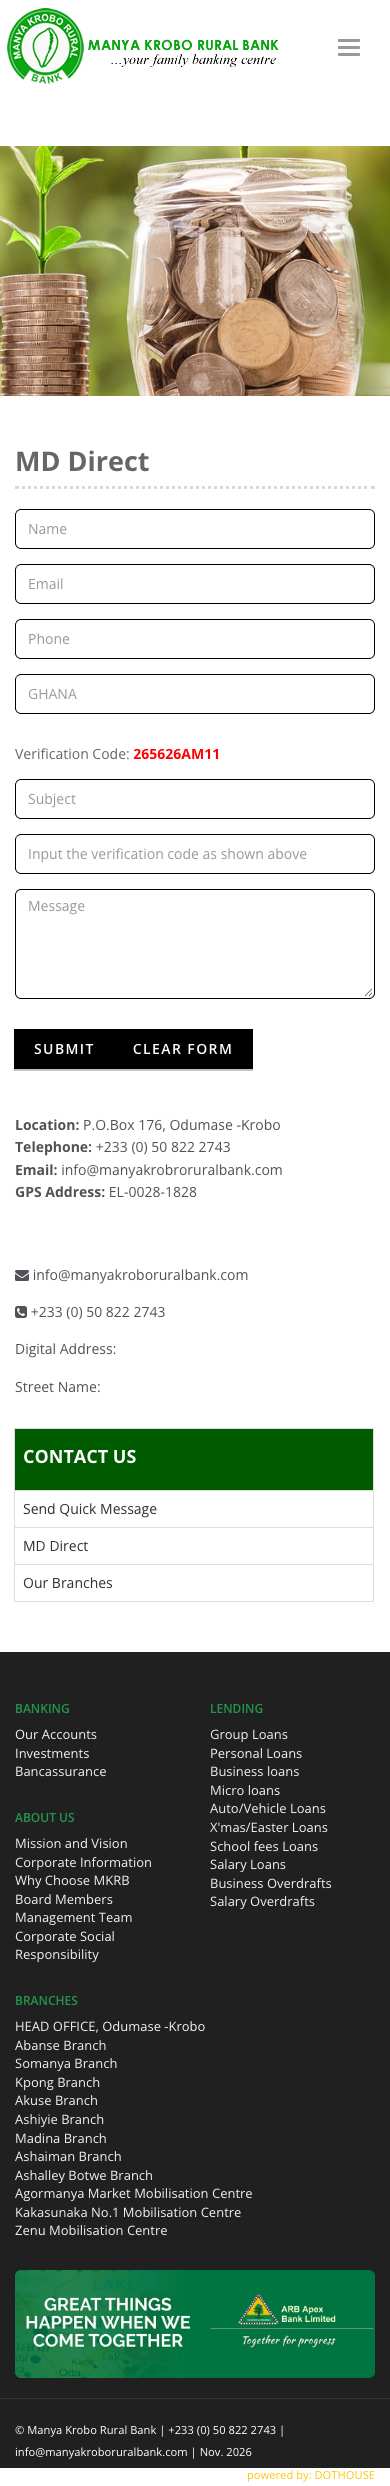 MANYA KROBO RURAL
BANK
MANYA KROBO RURAL BANK
...your family banking centre
MD Direct
Name
Email
Phone
GHANA
Verification Code: 265626AM11
Subject
Input the verification code as shown above
Message
SUBMIT CLEAR FORM
Location: P.O.Box 176, Odumase -Krobo
Telephone: +233 (0) 50 822 2743
Email: info@manyakrobroruralbank.com
GPS Address: EL-0028-1828
info@manyakroboruralbank.com
+233 (0) 50 822 2743
Digital Address:
Street Name:
CONTACT US
Send Quick Message
MD Direct
Our Branches
BANKING
Our Accounts
Investments
Bancassurance
LENDING
Group Loans
Personal Loans
Business loans
Micro loans
Auto/Vehicle Loans
X'mas/Easter Loans
School fees Loans
Salary Loans
Business Overdrafts
Salary Overdrafts
ABOUT US
Mission and Vision
Corporate Information
Why Choose MKRB
Board Members
Management Team
Corporate Social
Responsibility
BRANCHES
HEAD OFFICE, Odumase -Krobo
Abanse Branch
Somanya Branch
Kpong Branch
Akuse Branch
Ashiyie Branch
Madina Branch
Ashaiman Branch
Ashalley Botwe Branch
Agormanya Market Mobilisation Centre
Kakasunaka No.1 Mobilisation Centre
Zenu Mobilisation Centre
GREAT THINGS
HAPPEN WHEN WE
COME TOGETHER
ARB Apex
Bank Limited
Together for progress
© Manya Krobo Rural Bank | +233 (0) 50 822 2743 |
info@manyakroboruralbank.com | Nov. 2026
powered by: DOTHOUSE